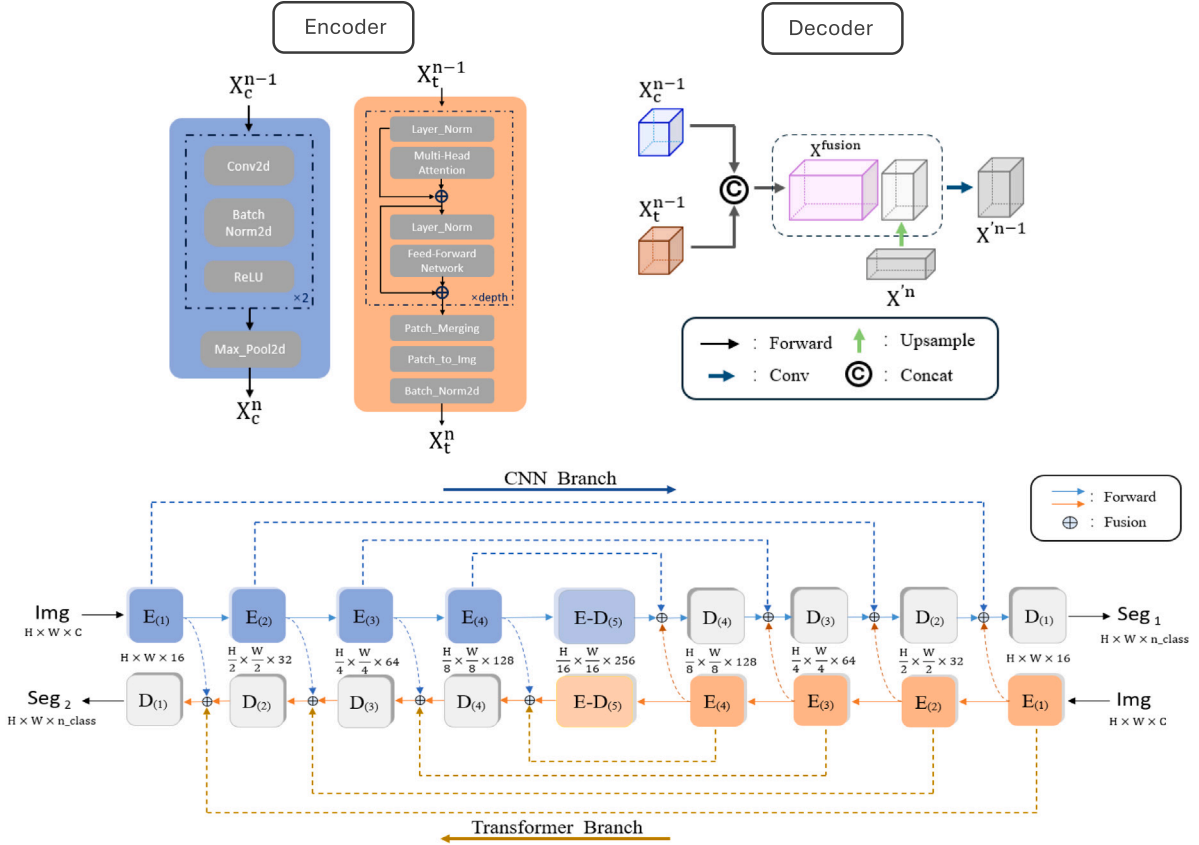 Encoder
Decoder
X_c^{n-1}
X_t^{n-1}
Conv2d
Batch
Norm2d
ReLU
×2
Max_Pool2d
X_c^n
Layer_Norm
Multi-Head
Attention
⊕
Layer_Norm
Feed-Forward
Network
⊕
×depth
Patch_Merging
Patch_to_Img
Batch_Norm2d
X_t^n
X_c^{n-1}
X_t^{n-1}
C
X^{fusion}
X'^{n-1}
X'^n
: Forward
: Upsample
: Conv
C : Concat
CNN Branch
: Forward
⊕ : Fusion
Img
H × W × C
E(1)
E(2)
E(3)
E(4)
E-D(5)
⊕
D(4)
⊕
D(3)
⊕
D(2)
⊕
D(1)
Seg 1
H × W × n_class
H × W × 16
H/2 × W/2 × 32
H/4 × W/4 × 64
H/8 × W/8 × 128
H/16 × W/16 × 256
H/8 × W/8 × 128
H/4 × W/4 × 64
H/2 × W/2 × 32
H × W × 16
Seg 2
H × W × n_class
D(1)
⊕
D(2)
⊕
D(3)
⊕
D(4)
⊕
E-D(5)
E(4)
E(3)
E(2)
E(1)
Img
H × W × C
Transformer Branch